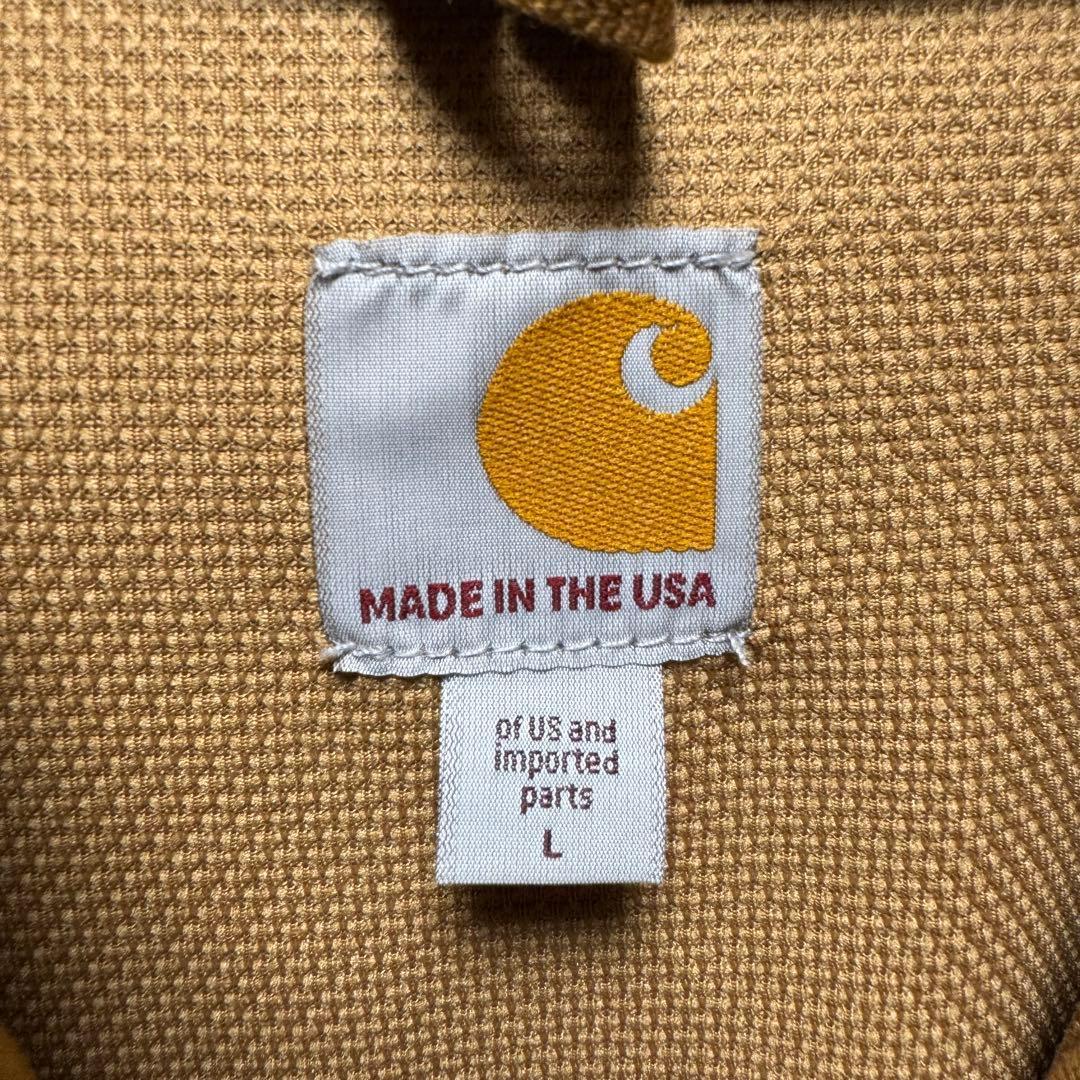 MADE IN THE USA
of US and
imported
parts
L